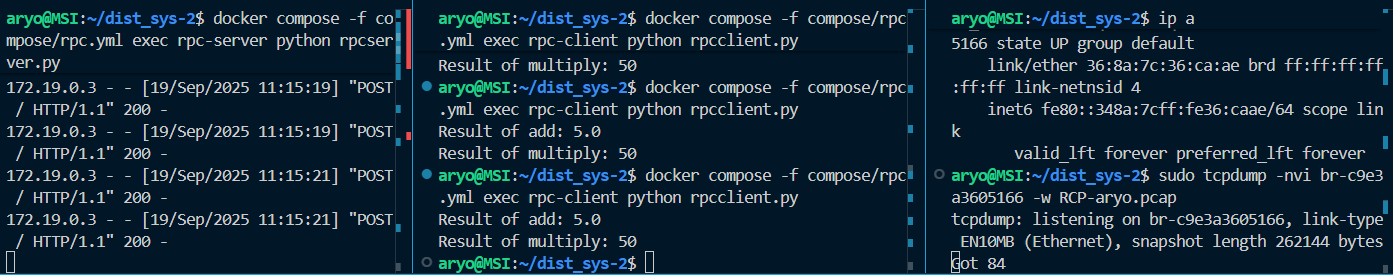 aryo@MSI:~/dist_sys-2$ docker compose -f co
mpose/rpc.yml exec rpc-server python rpcser
ver.py
172.19.0.3 - - [19/Sep/2025 11:15:19] "POST
 / HTTP/1.1" 200 -
172.19.0.3 - - [19/Sep/2025 11:15:19] "POST
 / HTTP/1.1" 200 -
172.19.0.3 - - [19/Sep/2025 11:15:21] "POST
 / HTTP/1.1" 200 -
172.19.0.3 - - [19/Sep/2025 11:15:21] "POST
 / HTTP/1.1" 200 -
aryo@MSI:~/dist_sys-2$ docker compose -f compose/rpc
.yml exec rpc-client python rpcclient.py
Result of multiply: 50
aryo@MSI:~/dist_sys-2$ docker compose -f compose/rpc
.yml exec rpc-client python rpcclient.py
Result of add: 5.0
Result of multiply: 50
aryo@MSI:~/dist_sys-2$ docker compose -f compose/rpc
.yml exec rpc-client python rpcclient.py
Result of add: 5.0
Result of multiply: 50
aryo@MSI:~/dist_sys-2$
aryo@MSI:~/dist_sys-2$ ip a
5166 state UP group default
    link/ether 36:8a:7c:36:ca:ae brd ff:ff:ff:ff
:ff:ff link-netnsid 4
    inet6 fe80::348a:7cff:fe36:caae/64 scope lin
k
       valid_lft forever preferred_lft forever
aryo@MSI:~/dist_sys-2$ sudo tcpdump -nvi br-c9e3
a3605166 -w RCP-aryo.pcap
tcpdump: listening on br-c9e3a3605166, link-type
 EN10MB (Ethernet), snapshot length 262144 bytes
Got 84